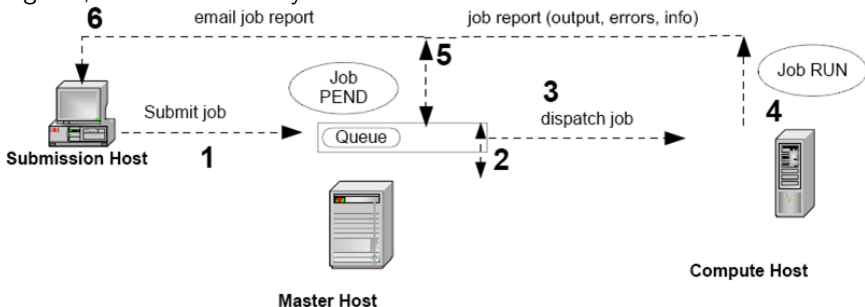 6
email job report
job report (output, errors, info)
5
Job
PEND
Job RUN
3
Submit job
dispatch job
4
Queue
Submission Host
1
2
Compute Host
Master Host